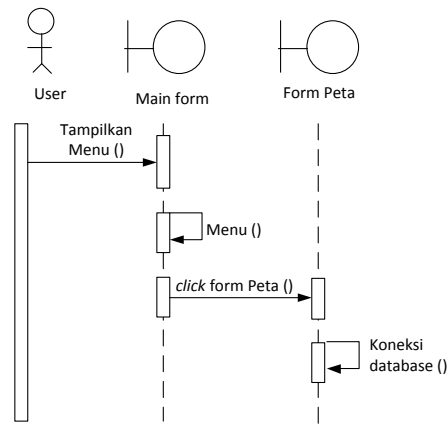 User
Main form
Form Peta
Tampilkan
Menu ()
Menu ()
click form Peta ()
Koneksi
database ()